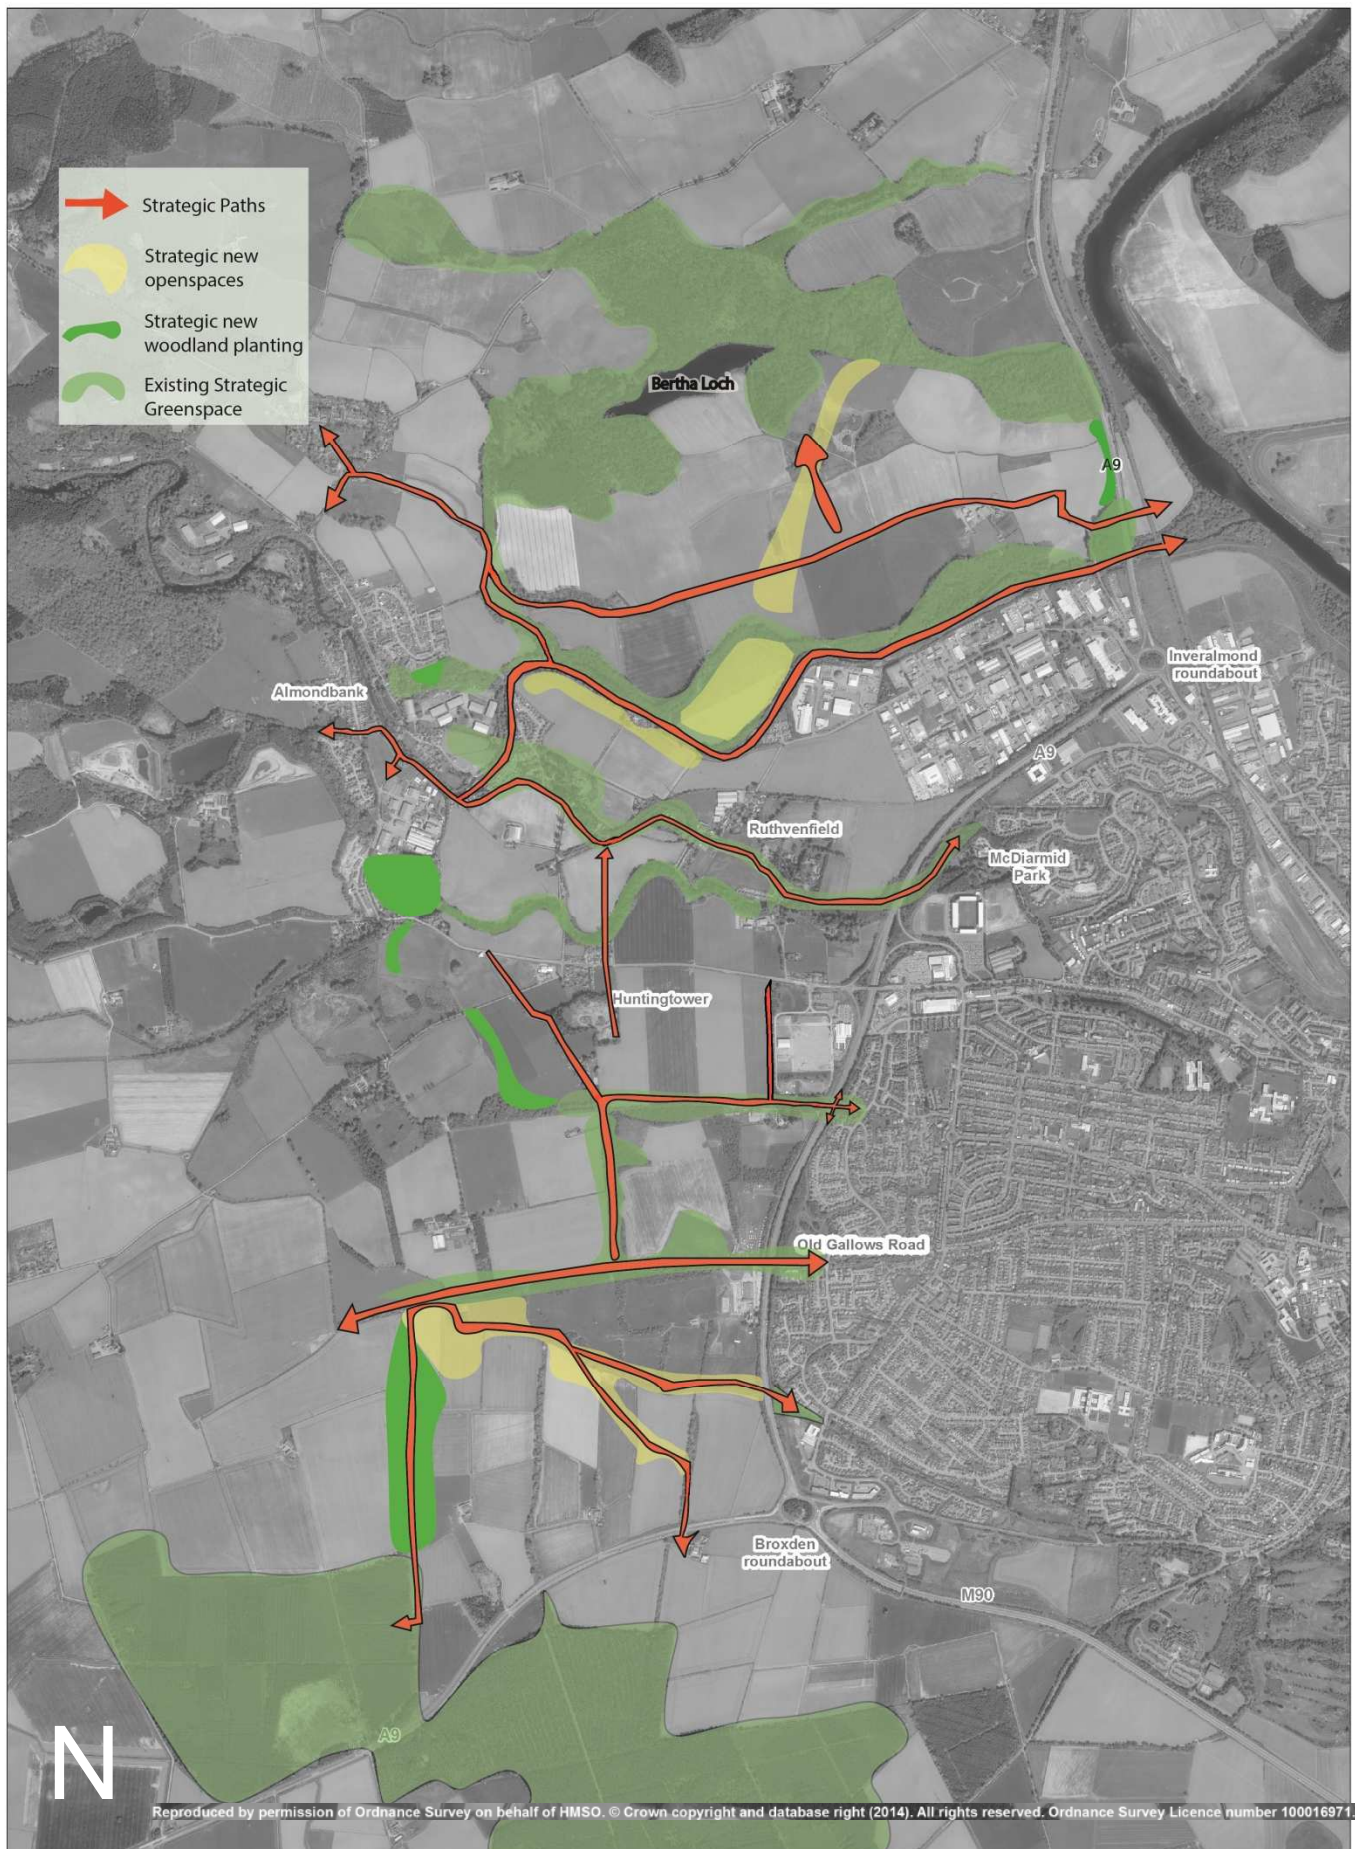 Strategic Paths
Strategic new
openspaces
Strategic new
woodland planting
Existing Strategic
Greenspace
Bertha Loch
A9
Inveralmond
roundabout
Almondbank
A9
Ruthvenfield
McDiarmid
Park
Huntingtower
Old Gallows Road
Broxden
roundabout
M90
A9
N
Reproduced by permission of Ordnance Survey on behalf of HMSO. © Crown copyright and database right (2014). All rights reserved. Ordnance Survey Licence number 100016971.